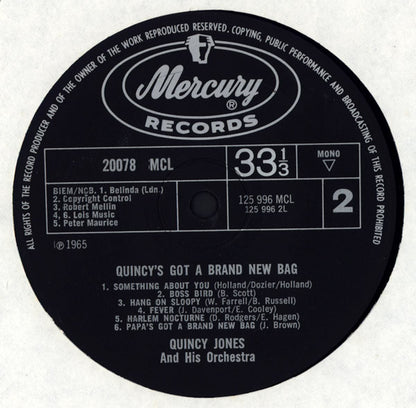 ALL RIGHTS OF THE RECORD PRODUCER AND OF THE OWNER OF THE WORK REPRODUCED RESERVED. COPYING, PUBLIC PERFORMANCE AND BROADCASTING OF THIS RECORD PROHIBITED
Mercury
®
RECORDS
20078 MCL
33 1/3
MONO
▽
BIEM/NCB. 1. Belinda (Ldn.)
2. Copyright Control
3. Robert Mellin
4, 6. Lois Music
5. Peter Maurice
125 996 MCL
125 996 2L
2
℗ 1965
QUINCY'S GOT A BRAND NEW BAG
1. SOMETHING ABOUT YOU (Holland/Dozier/Holland)
2. BOSS BIRD (B. Scott)
3. HANG ON SLOOPY (W. Farrell/B. Russell)
4. FEVER (J. Davenport/E. Cooley)
5. HARLEM NOCTURNE (D. Rodgers/E. Hagen)
6. PAPA'S GOT A BRAND NEW BAG (J. Brown)
QUINCY JONES
And His Orchestra